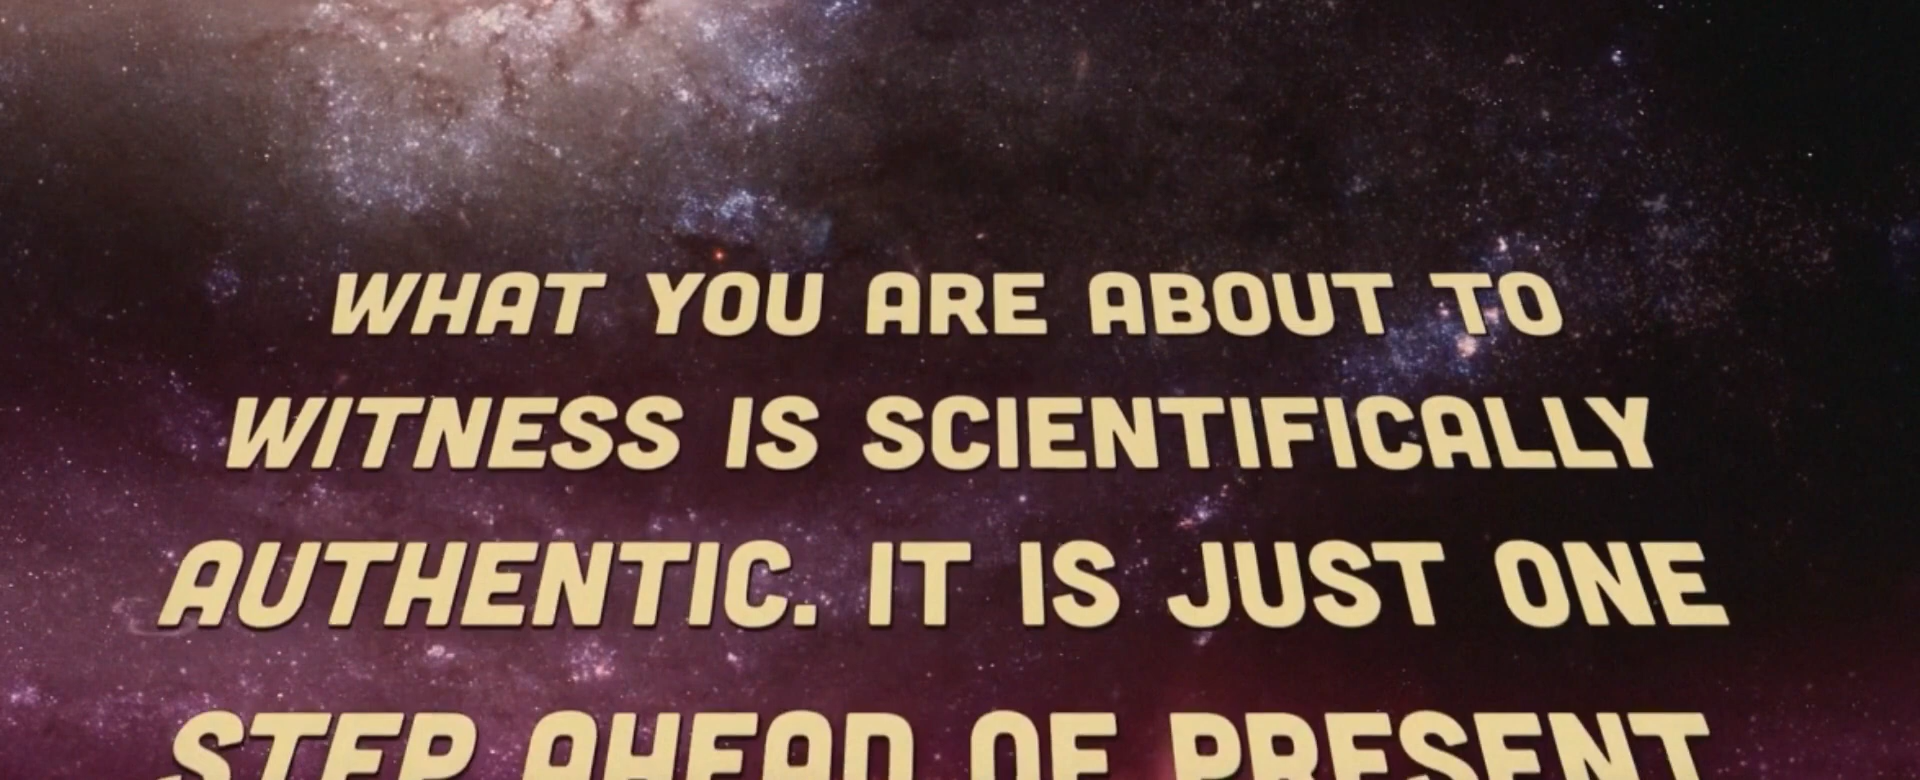 WHAT YOU ARE ABOUT TO
WITNESS IS SCIENTIFICALLY
AUTHENTIC. IT IS JUST ONE
STEP AHEAD OF PRESENT